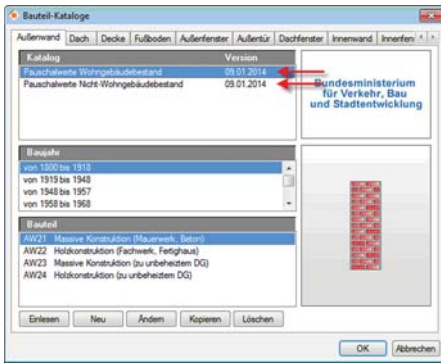 Bauteil-Kataloge
Außenwand Dach Decke Fußboden Außenfenster Außentür Dachfenster Innenwand Innenfen
Katalog Version
Pauschalwerte Wohngebäudebestand 09.01.2014
Pauschalwerte Nicht-Wohngebäudebestand 09.01.2014
Bundesministerium
für Verkehr, Bau
und Stadtentwicklung
Baujahr
von 1800 bis 1918
von 1919 bis 1948
von 1948 bis 1957
von 1958 bis 1968
Bauteil
AW21 Massive Konstruktion (Mauerwerk, Beton)
AW22 Holzkonstruktion (Fachwerk, Fertighaus)
AW23 Massive Konstruktion (zu unbeheiztem DG)
AW24 Holzkonstruktion (zu unbeheiztem DG)
Einlesen Neu Ändern Kopieren Löschen
OK Abbrechen